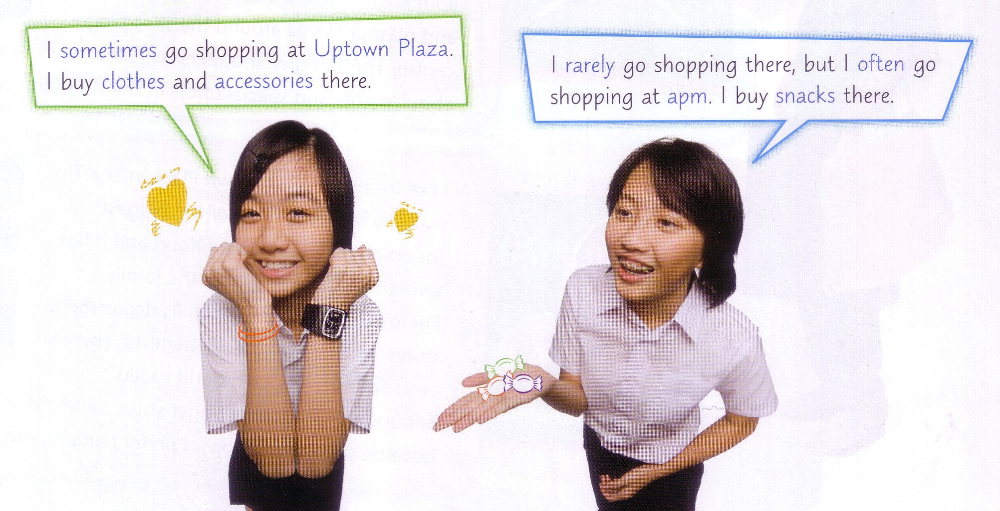 I sometimes go shopping at Uptown Plaza.
I buy clothes and accessories there.
I rarely go shopping there, but I often go
shopping at apm. I buy snacks there.